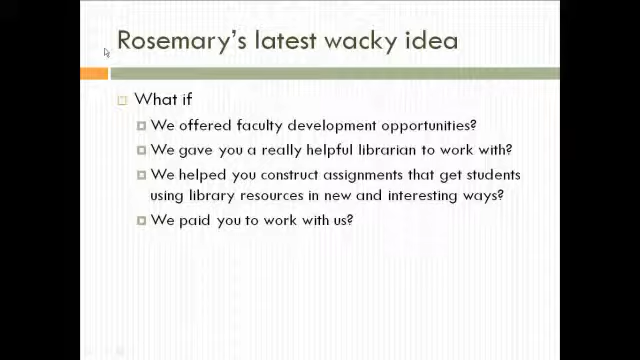 Rosemary's latest wacky idea
What if
We offered faculty development opportunities?
We gave you a really helpful librarian to work with?
We helped you construct assignments that get students
using library resources in new and interesting ways?
We paid you to work with us?